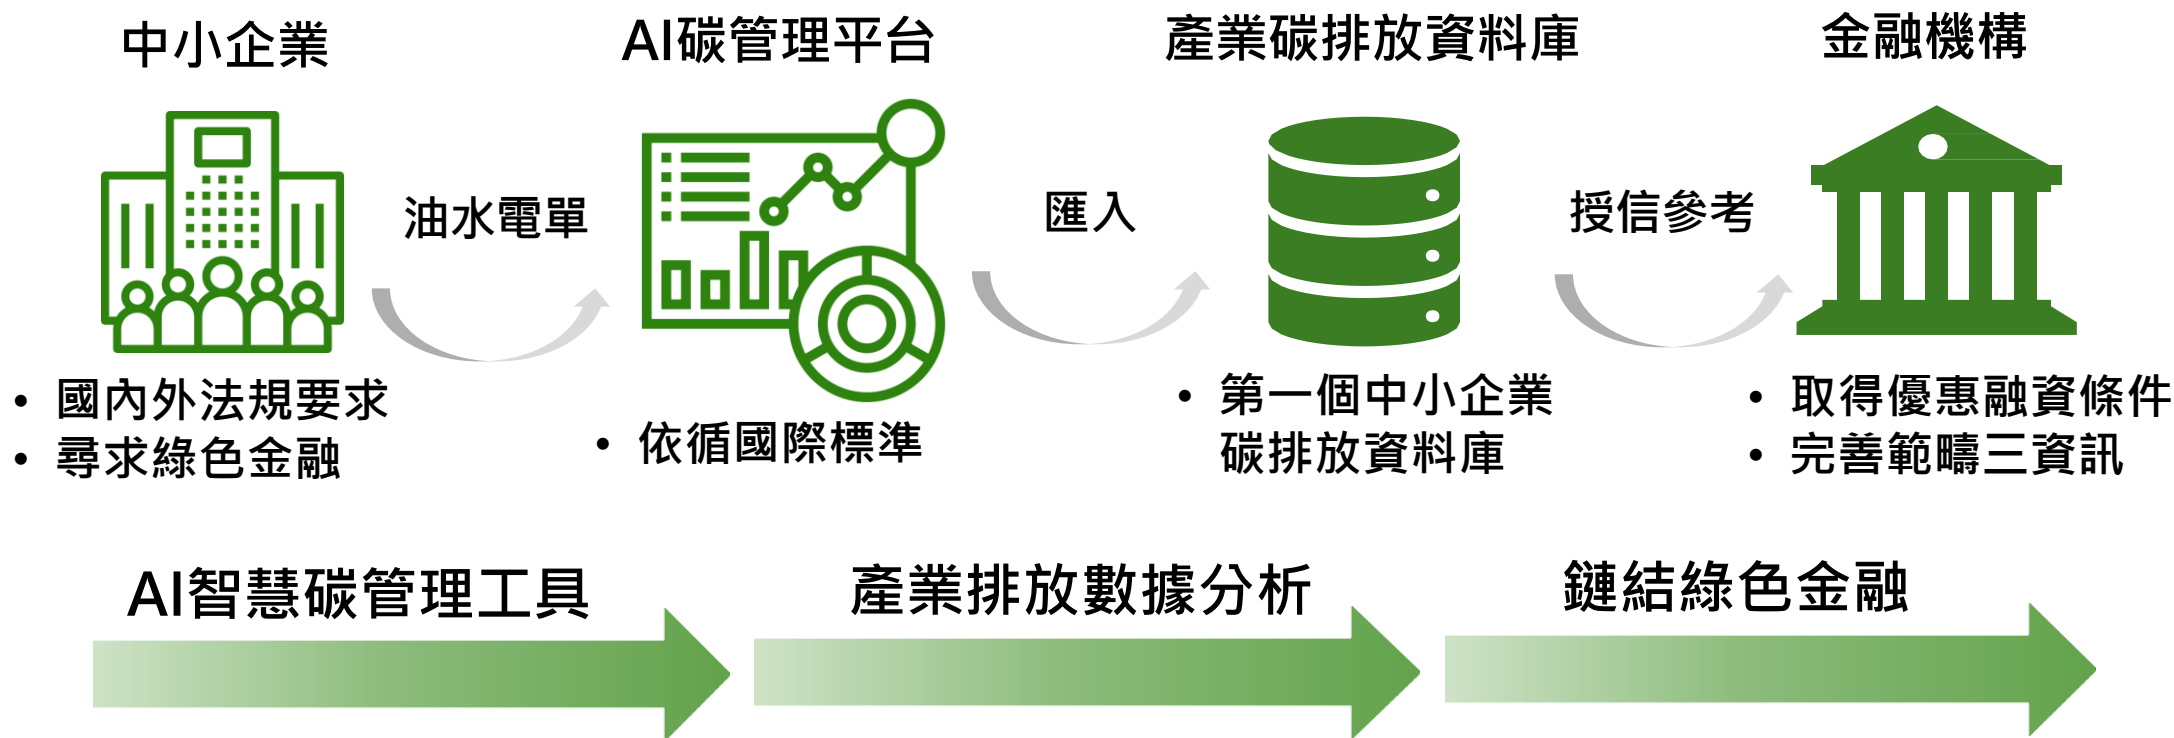 中小企業
AI碳管理平台
產業碳排放資料庫
金融機構
油水電單
匯入
授信參考
• 國內外法規要求
• 尋求綠色金融
• 依循國際標準
• 第一個中小企業
碳排放資料庫
• 取得優惠融資條件
• 完善範疇三資訊
AI智慧碳管理工具
產業排放數據分析
鏈結綠色金融